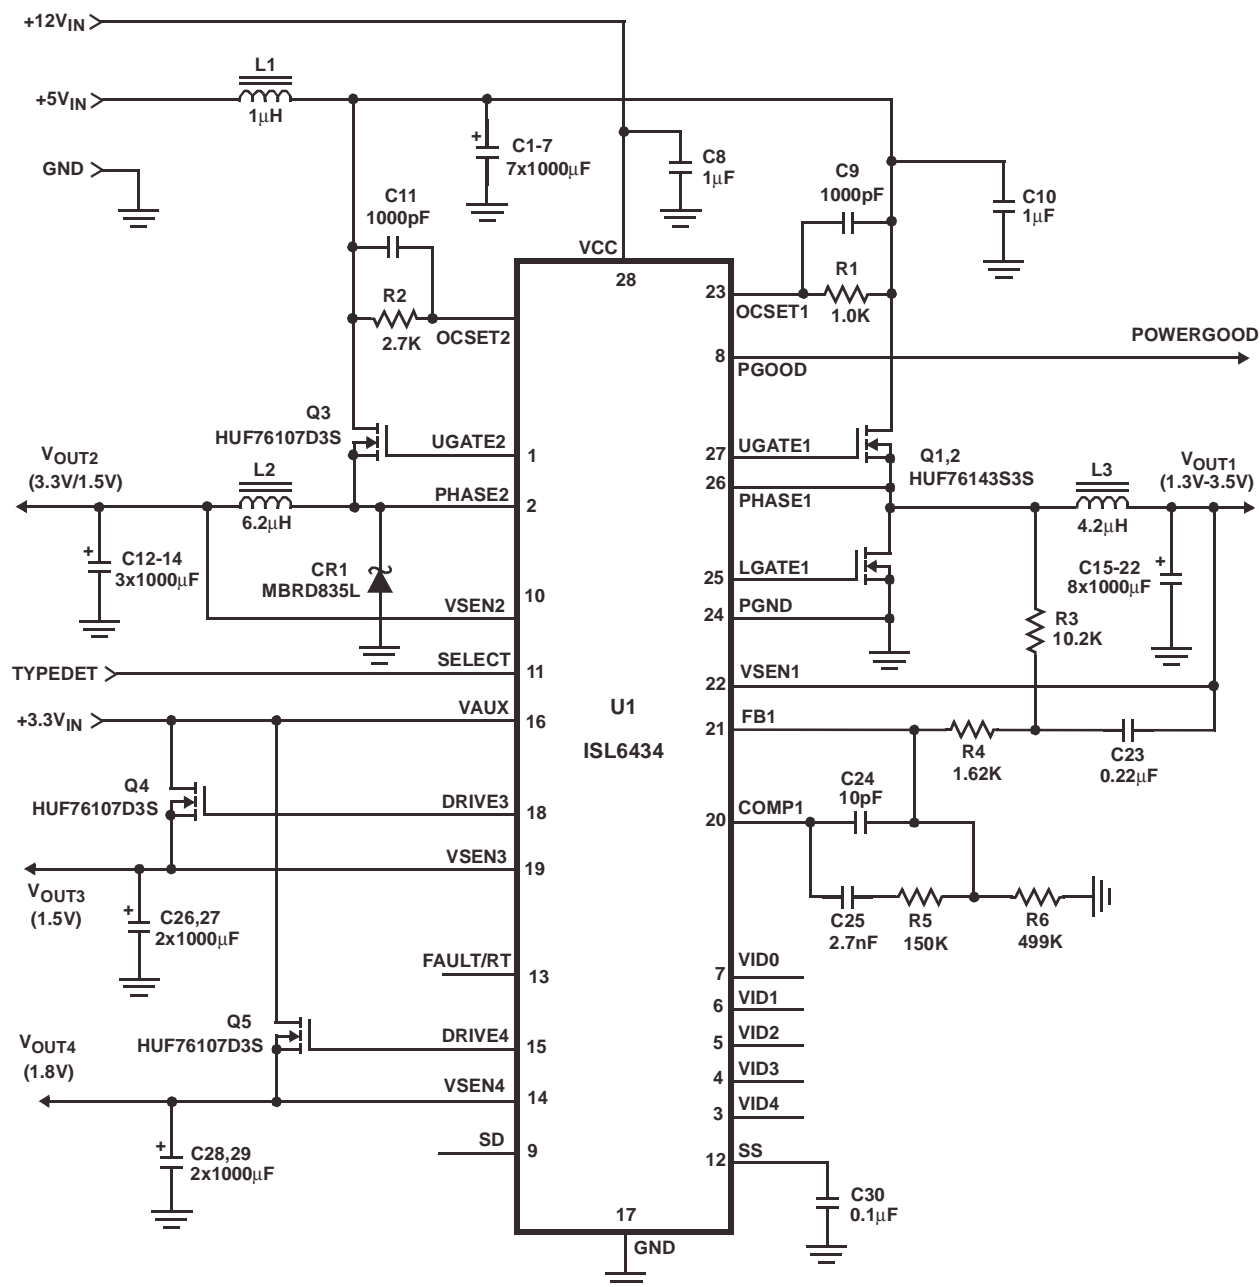 +12VIN
L1
+5VIN
1μH
GND
C1-7
7x1000μF
C8
1μF
C9
1000pF
C10
1μF
C11
1000pF
VCC
28
R2
2.7K
OCSET2
23
OCSET1
R1
1.0K
POWERGOOD
8
PGOOD
Q3
HUF76107D3S
UGATE2
1
27
UGATE1
Q1,2
HUF76143S3S
VOUT2
(3.3V/1.5V)
L2
6.2μH
PHASE2
2
26
PHASE1
L3
4.2μH
VOUT1
(1.3V-3.5V)
C12-14
3x1000μF
CR1
MBRD835L
25
LGATE1
C15-22
8x1000μF
VSEN2
10
24
PGND
R3
10.2K
TYPEDET
SELECT
11
22
VSEN1
+3.3VIN
VAUX
16
U1
ISL6434
21
FB1
R4
1.62K
C23
0.22μF
Q4
HUF76107D3S
DRIVE3
18
20
COMP1
C24
10pF
VSEN3
19
VOUT3
(1.5V)
C26,27
2x1000μF
C25
2.7nF
R5
150K
R6
499K
FAULT/RT
13
7
VID0
6
VID1
Q5
HUF76107D3S
DRIVE4
15
5
VID2
VOUT4
(1.8V)
VSEN4
14
4
VID3
3
VID4
C28,29
2x1000μF
SD
9
12
SS
C30
0.1μF
17
GND